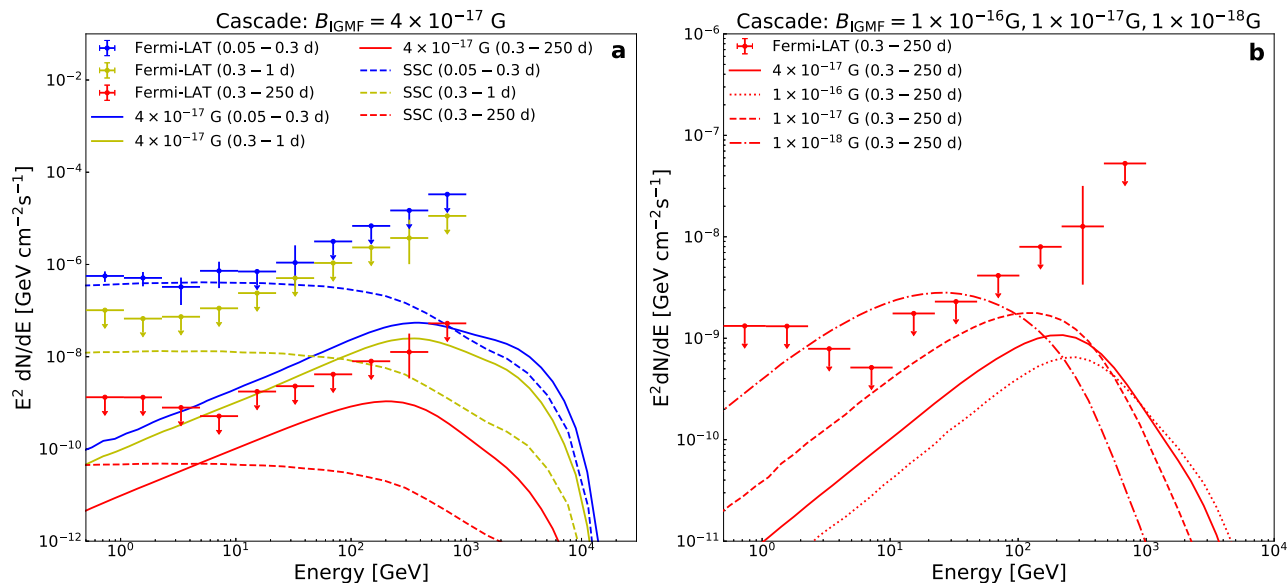 Cascade: B_IGMF = 4 × 10⁻¹⁷ G
a
Fermi-LAT (0.05 − 0.3 d)
Fermi-LAT (0.3 − 1 d)
Fermi-LAT (0.3 − 250 d)
4 × 10⁻¹⁷ G (0.05 − 0.3 d)
4 × 10⁻¹⁷ G (0.3 − 1 d)
4 × 10⁻¹⁷ G (0.3 − 250 d)
SSC (0.05 − 0.3 d)
SSC (0.3 − 1 d)
SSC (0.3 − 250 d)
E² dN/dE [GeV cm⁻²s⁻¹]
10⁻²
10⁻⁴
10⁻⁶
10⁻⁸
10⁻¹⁰
10⁻¹²
10⁰ 10¹ 10² 10³ 10⁴
Energy [GeV]
Cascade: B_IGMF = 1 × 10⁻¹⁶G, 1 × 10⁻¹⁷G, 1 × 10⁻¹⁸G
b
Fermi-LAT (0.3 − 250 d)
4 × 10⁻¹⁷ G (0.3 − 250 d)
1 × 10⁻¹⁶ G (0.3 − 250 d)
1 × 10⁻¹⁷ G (0.3 − 250 d)
1 × 10⁻¹⁸ G (0.3 − 250 d)
E²dN/dE [GeV cm⁻²s⁻¹]
10⁻⁶
10⁻⁷
10⁻⁸
10⁻⁹
10⁻¹⁰
10⁻¹¹
10⁰ 10¹ 10² 10³ 10⁴
Energy [GeV]